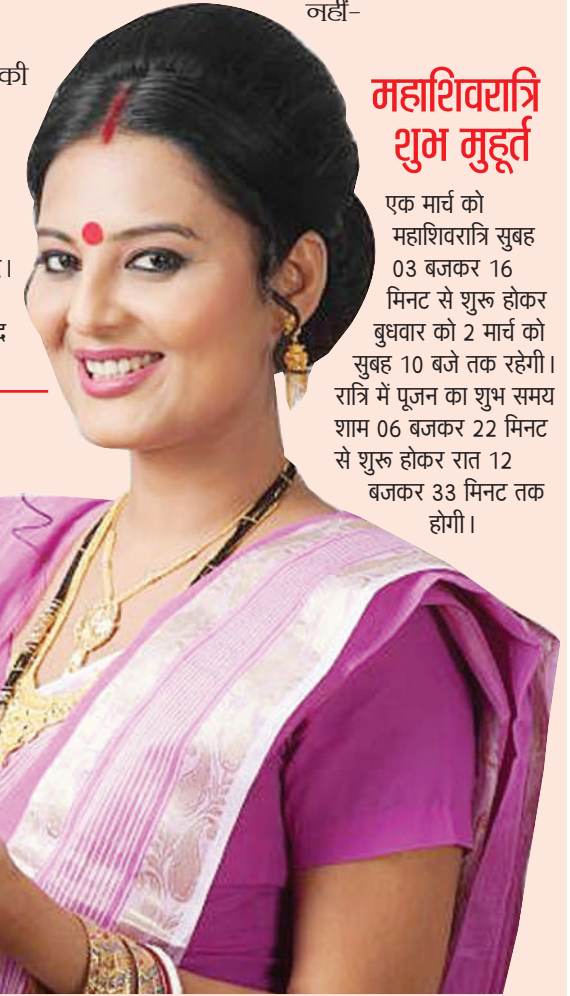 नहीं-
की
महाशिवरात्रि
शुभ मुहूर्त
एक मार्च को
महाशिवरात्रि सुबह
03 बजकर 16
मिनट से शुरू होकर
बुधवार को 2 मार्च को
सुबह 10 बजे तक रहेगी।
रात्रि में पूजन का शुभ समय
शाम 06 बजकर 22 मिनट
से शुरू होकर रात 12
बजकर 33 मिनट तक
होगी।